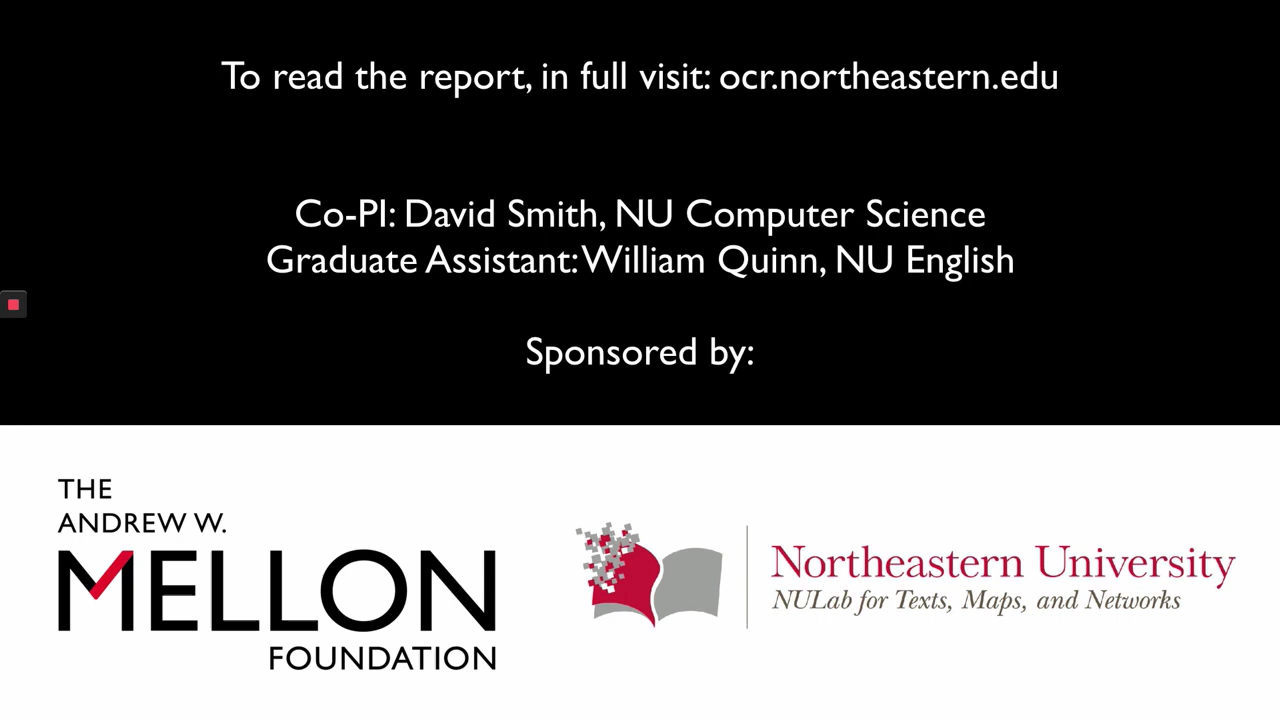 To read the report, in full visit: ocr.northeastern.edu
Co-PI: David Smith, NU Computer Science
Graduate Assistant: William Quinn, NU English
Sponsored by:
THE
ANDREW W.
MELLON
FOUNDATION
Northeastern University
NULab for Texts, Maps, and Networks